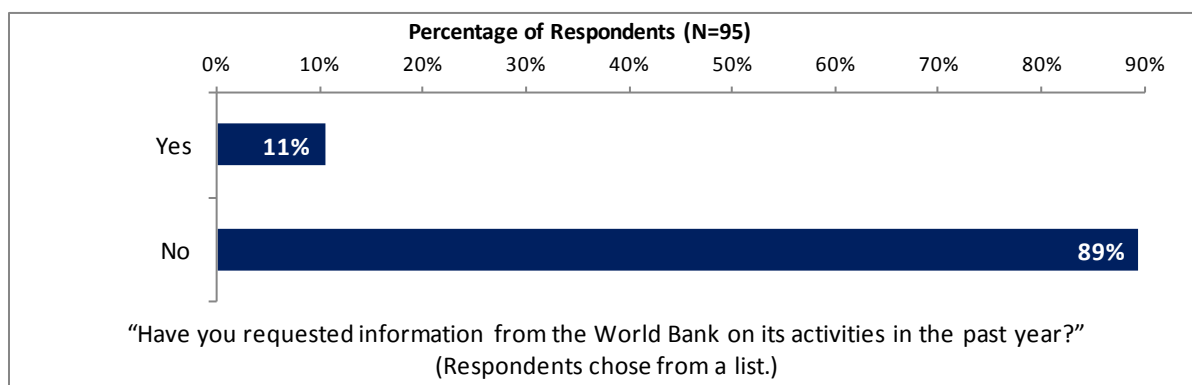 Percentage of Respondents (N=95)
0% 10% 20% 30% 40% 50% 60% 70% 80% 90%
Yes 11%
No 89%
“Have you requested information from the World Bank on its activities in the past year?”
(Respondents chose from a list.)